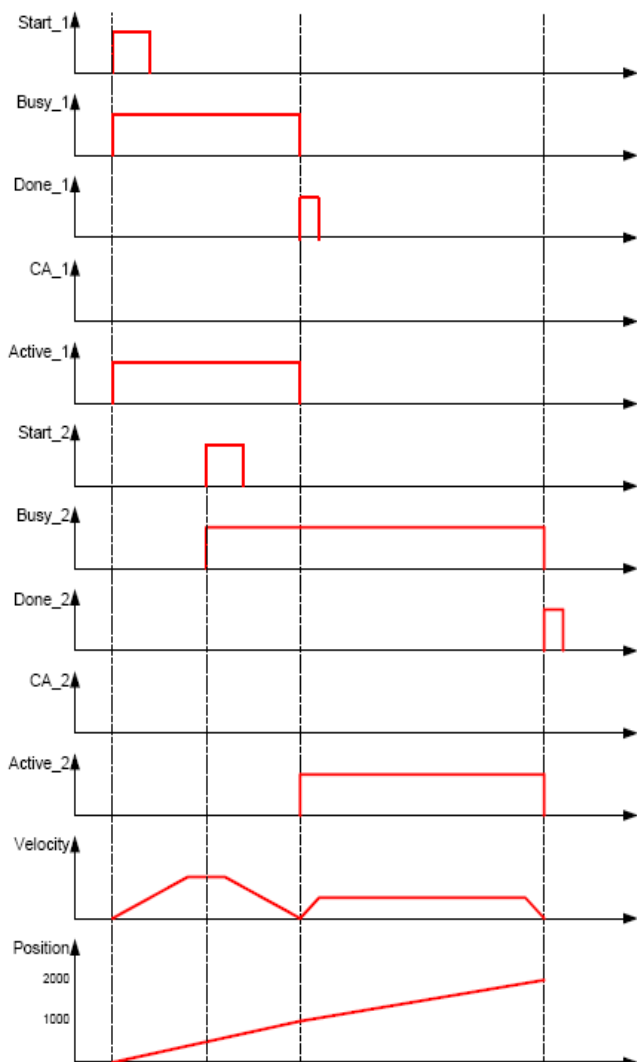 Start_1
Busy_1
Done_1
CA_1
Active_1
Start_2
Busy_2
Done_2
CA_2
Active_2
Velocity
Position
2000
1000